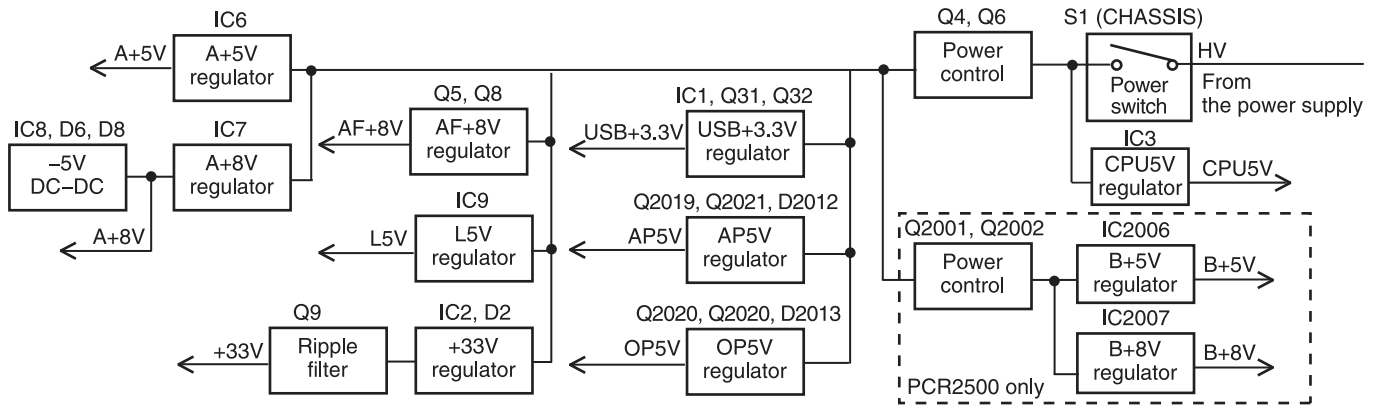 IC6
A+5V
A+5V
regulator
IC8, D6, D8
–5V
DC–DC
IC7
A+8V
regulator
A+8V
Q5, Q8
AF+8V
AF+8V
regulator
IC9
L5V
L5V
regulator
Q9
+33V
Ripple
filter
IC2, D2
+33V
regulator
IC1, Q31, Q32
USB+3.3V
USB+3.3V
regulator
Q2019, Q2021, D2012
AP5V
AP5V
regulator
Q2020, Q2020, D2013
OP5V
OP5V
regulator
Q4, Q6
Power
control
S1 (CHASSIS)
Power
switch
HV
From
the power supply
IC3
CPU5V
regulator
CPU5V
Q2001, Q2002
Power
control
IC2006
B+5V
regulator
B+5V
IC2007
B+8V
regulator
B+8V
PCR2500 only